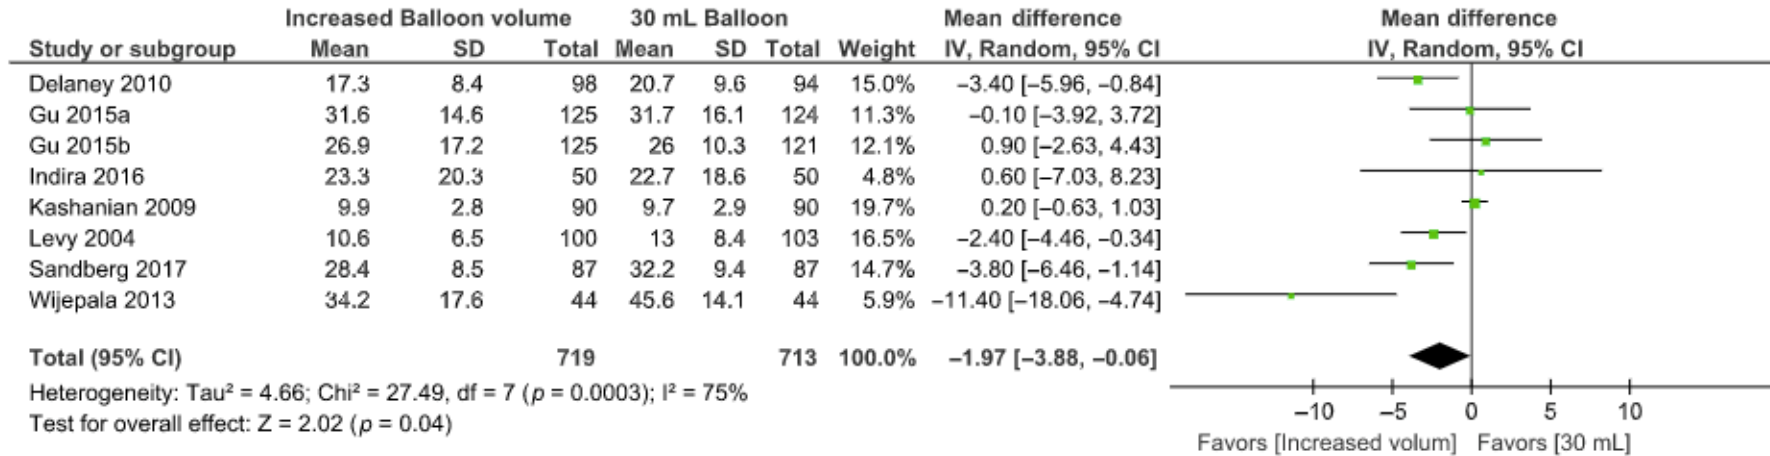 Increased Balloon volume 30 mL Balloon Mean difference Mean difference
Study or subgroup Mean SD Total Mean SD Total Weight IV, Random, 95% CI IV, Random, 95% CI
Delaney 2010 17.3 8.4 98 20.7 9.6 94 15.0% −3.40 [−5.96, −0.84]
Gu 2015a 31.6 14.6 125 31.7 16.1 124 11.3% −0.10 [−3.92, 3.72]
Gu 2015b 26.9 17.2 125 26 10.3 121 12.1% 0.90 [−2.63, 4.43]
Indira 2016 23.3 20.3 50 22.7 18.6 50 4.8% 0.60 [−7.03, 8.23]
Kashanian 2009 9.9 2.8 90 9.7 2.9 90 19.7% 0.20 [−0.63, 1.03]
Levy 2004 10.6 6.5 100 13 8.4 103 16.5% −2.40 [−4.46, −0.34]
Sandberg 2017 28.4 8.5 87 32.2 9.4 87 14.7% −3.80 [−6.46, −1.14]
Wijepala 2013 34.2 17.6 44 45.6 14.1 44 5.9% −11.40 [−18.06, −4.74]
Total (95% CI) 719 713 100.0% −1.97 [−3.88, −0.06]
Heterogeneity: Tau² = 4.66; Chi² = 27.49, df = 7 (p = 0.0003); I² = 75%
Test for overall effect: Z = 2.02 (p = 0.04)
−10 −5 0 5 10
Favors [Increased volum] Favors [30 mL]